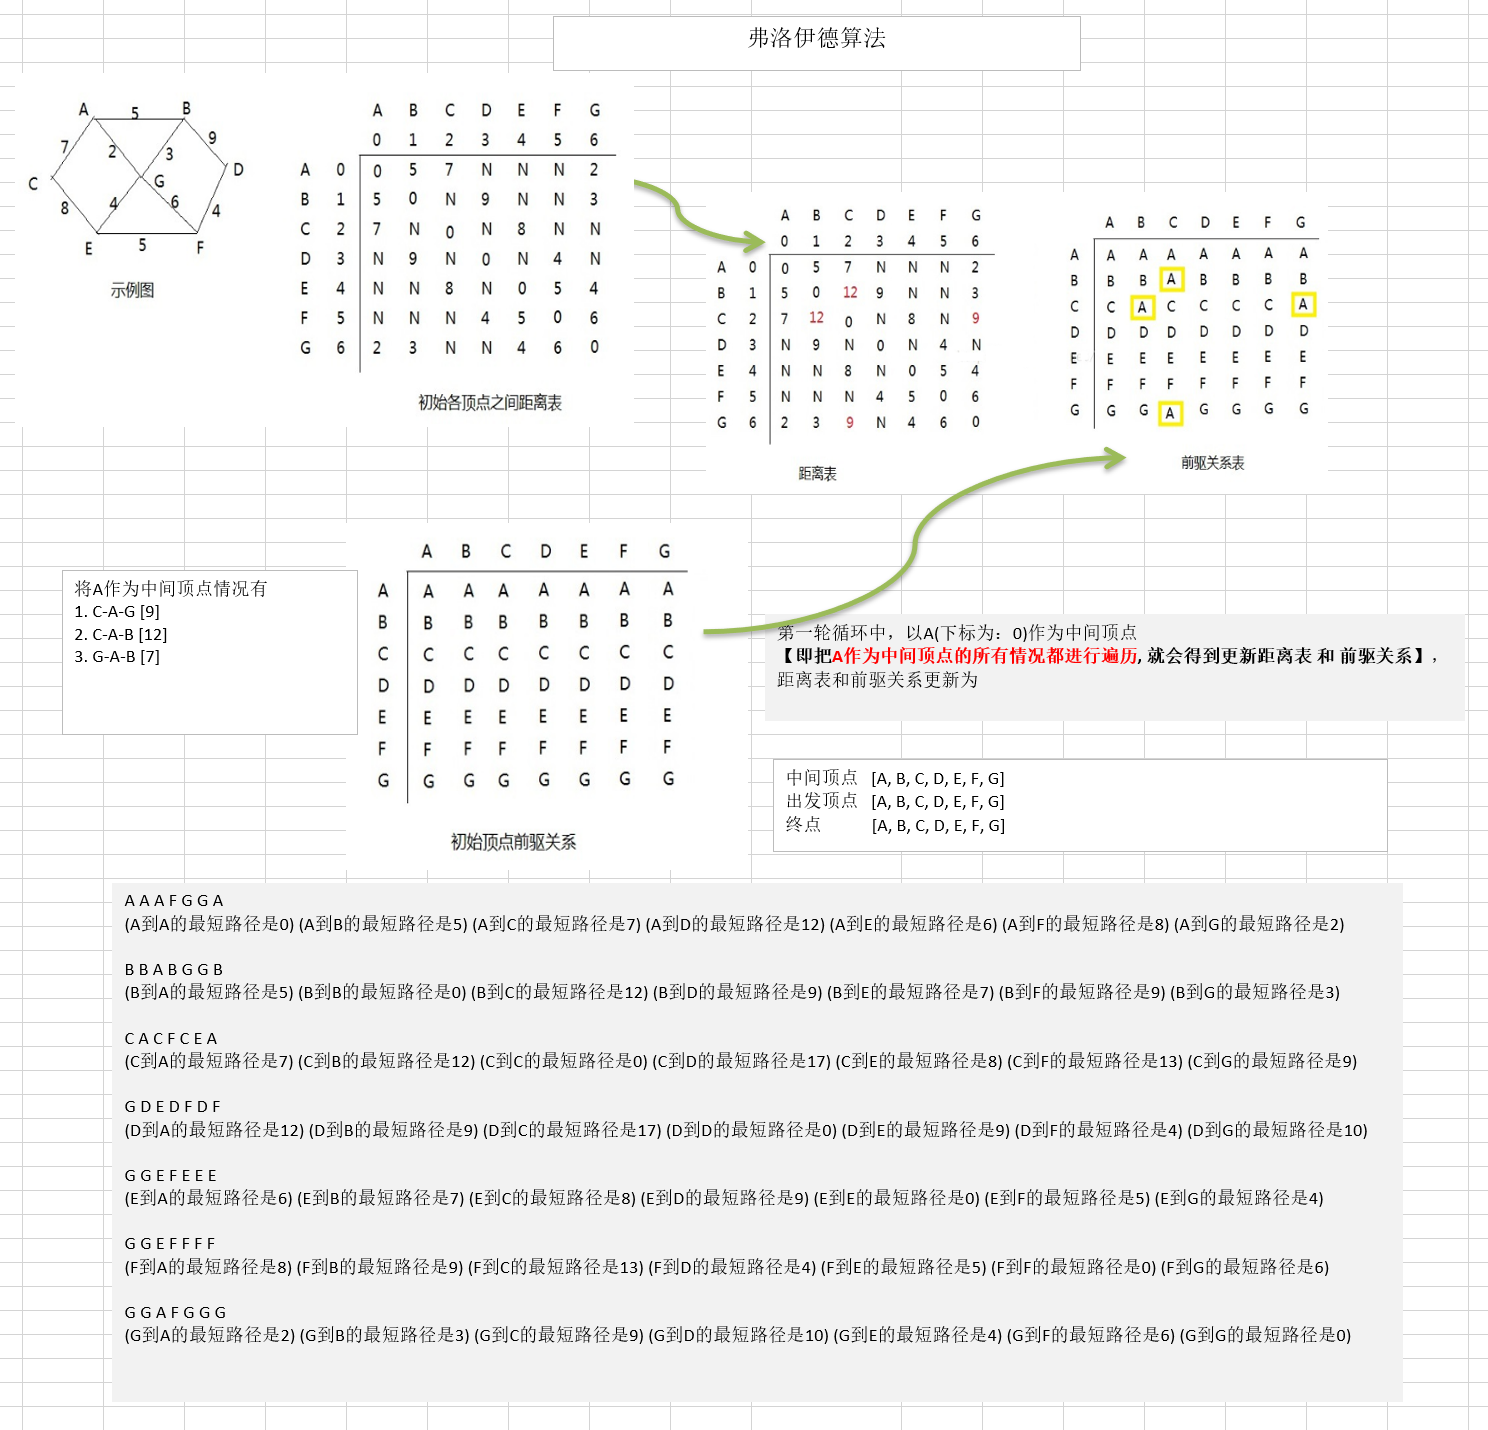 弗洛伊德算法
A 5 B
7 2 3 9
C G D
8 4 6 4
E 5 F
示例图
A B C D E F G
0 1 2 3 4 5 6
A 0 0 5 7 N N N 2
B 1 5 0 N 9 N N 3
C 2 7 N 0 N 8 N N
D 3 N 9 N 0 N 4 N
E 4 N N 8 N 0 5 4
F 5 N N N 4 5 0 6
G 6 2 3 N N 4 6 0
初始各顶点之间距离表
A B C D E F G
0 1 2 3 4 5 6
A 0 0 5 7 N N N 2
B 1 5 0 12 9 N N 3
C 2 7 12 0 N 8 N 9
D 3 N 9 N 0 N 4 N
E 4 N N 8 N 0 5 4
F 5 N N N 4 5 0 6
G 6 2 3 9 N 4 6 0
距离表
A B C D E F G
A A A A A A A A
B B B A B B B B
C C A C C C C A
D D D D D D D D
E E E E E E E E
F F F F F F F F
G G G A G G G G
前驱关系表
A B C D E F G
A A A A A A A A
B B B B B B B B
C C C C C C C C
D D D D D D D D
E E E E E E E E
F F F F F F F F
G G G G G G G G
初始顶点前驱关系
将A作为中间顶点情况有
1. C-A-G [9]
2. C-A-B [12]
3. G-A-B [7]
第一轮循环中，以A(下标为：0)作为中间顶点
【即把A作为中间顶点的所有情况都进行遍历, 就会得到更新距离表 和 前驱关系】，
距离表和前驱关系更新为
中间顶点 [A, B, C, D, E, F, G]
出发顶点 [A, B, C, D, E, F, G]
终点 [A, B, C, D, E, F, G]
A A A F G G A
(A到A的最短路径是0) (A到B的最短路径是5) (A到C的最短路径是7) (A到D的最短路径是12) (A到E的最短路径是6) (A到F的最短路径是8) (A到G的最短路径是2)
B B A B G G B
(B到A的最短路径是5) (B到B的最短路径是0) (B到C的最短路径是12) (B到D的最短路径是9) (B到E的最短路径是7) (B到F的最短路径是9) (B到G的最短路径是3)
C A C F C E A
(C到A的最短路径是7) (C到B的最短路径是12) (C到C的最短路径是0) (C到D的最短路径是17) (C到E的最短路径是8) (C到F的最短路径是13) (C到G的最短路径是9)
G D E D F D F
(D到A的最短路径是12) (D到B的最短路径是9) (D到C的最短路径是17) (D到D的最短路径是0) (D到E的最短路径是9) (D到F的最短路径是4) (D到G的最短路径是10)
G G E F E E E
(E到A的最短路径是6) (E到B的最短路径是7) (E到C的最短路径是8) (E到D的最短路径是9) (E到E的最短路径是0) (E到F的最短路径是5) (E到G的最短路径是4)
G G E F F F F
(F到A的最短路径是8) (F到B的最短路径是9) (F到C的最短路径是13) (F到D的最短路径是4) (F到E的最短路径是5) (F到F的最短路径是0) (F到G的最短路径是6)
G G A F G G G
(G到A的最短路径是2) (G到B的最短路径是3) (G到C的最短路径是9) (G到D的最短路径是10) (G到E的最短路径是4) (G到F的最短路径是6) (G到G的最短路径是0)